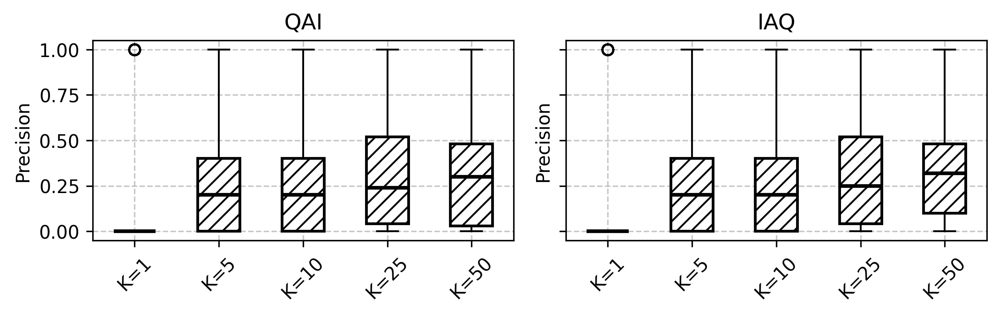 QAI
Precision
1.00
0.75
0.50
0.25
0.00
K=1
K=5
K=10
K=25
K=50
IAQ
Precision
K=1
K=5
K=10
K=25
K=50